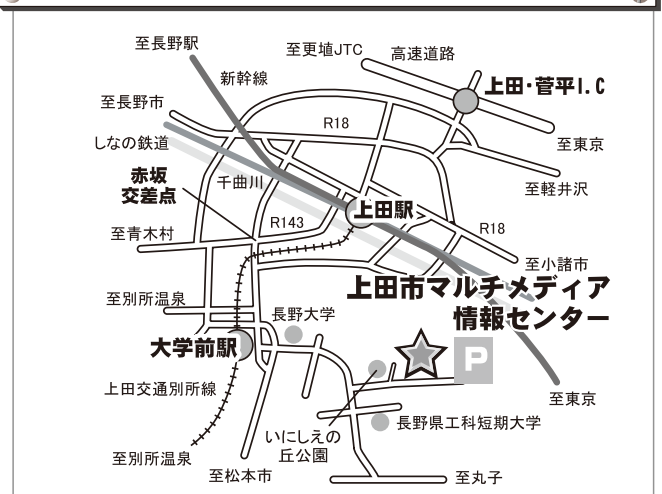 至長野駅
至更埴JTC
高速道路
新幹線
上田・菅平I.C
至長野市
R18
しなの鉄道
至東京
赤坂
交差点
千曲川
至軽井沢
上田駅
R143
R18
至青木村
至小諸市
上田市マルチメディア
情報センター
至別所温泉
長野大学
大学前駅
P
上田交通別所線
至東京
長野県工科短期大学
いにしえの
丘公園
至別所温泉
至松本市
至丸子